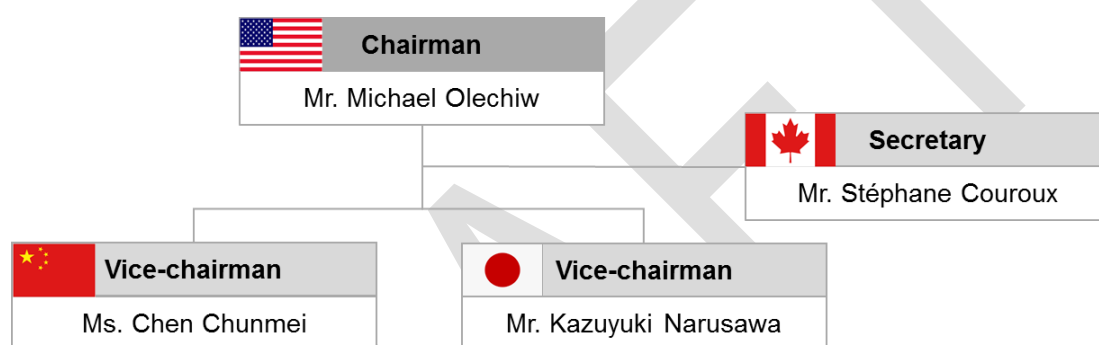 Chairman
Mr. Michael Olechiw
Secretary
Mr. Stéphane Couroux
Vice-chairman
Ms. Chen Chunmei
Vice-chairman
Mr. Kazuyuki Narusawa